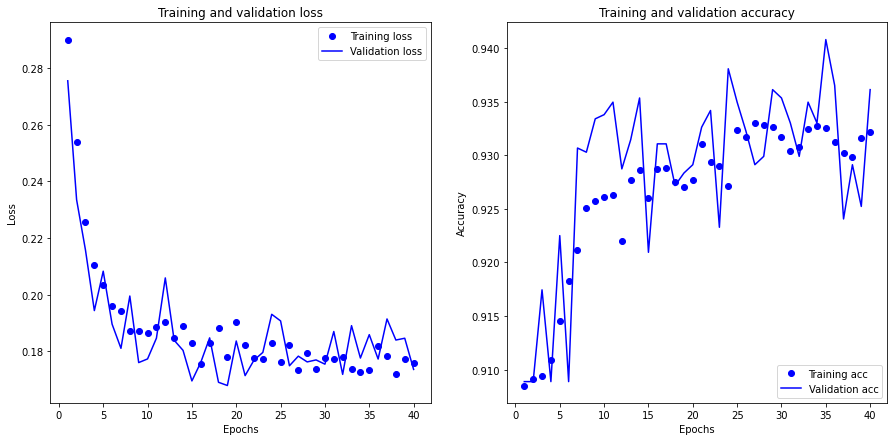 Training and validation loss
Training loss
Validation loss
0.28
0.26
0.24
0.22
0.20
0.18
Loss
0 5 10 15 20 25 30 35 40
Epochs
Training and validation accuracy
0.940
0.935
0.930
0.925
0.920
0.915
0.910
Accuracy
Training acc
Validation acc
0 5 10 15 20 25 30 35 40
Epochs